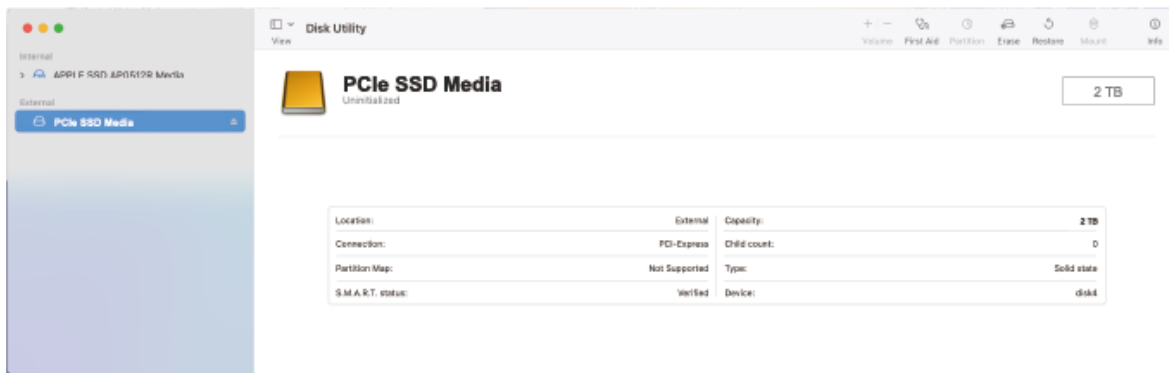 Disk Utility
View
Volume First Aid Partition Erase Restore Mount Info
Internal
APPLE SSD AP0512R Media
External
PCIe SSD Media
PCIe SSD Media
Uninitialized
2 TB
Location: External Capacity: 2 TB
Connection: PCI-Express Child count: 0
Partition Map: Not Supported Type: Solid state
S.M.A.R.T. status: Verified Device: disk4